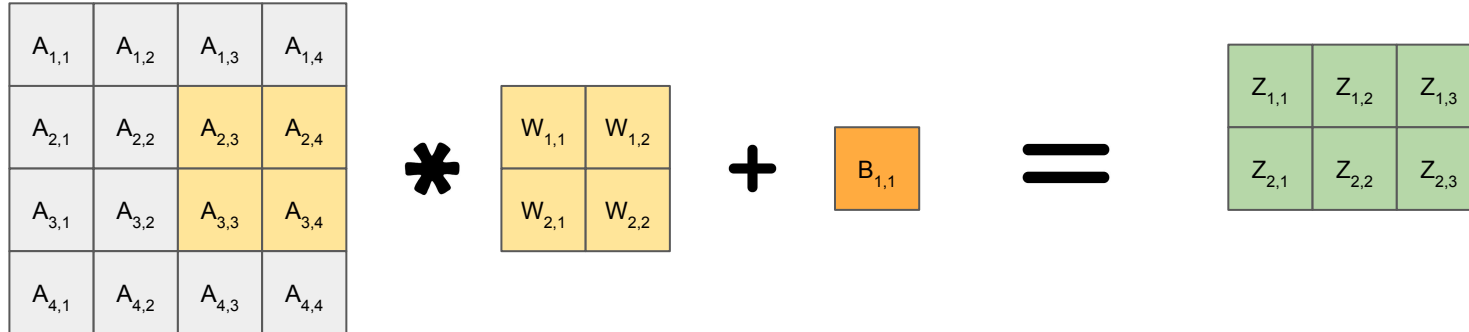 A1,1 A1,2 A1,3 A1,4
A2,1 A2,2 A2,3 A2,4
A3,1 A3,2 A3,3 A3,4
A4,1 A4,2 A4,3 A4,4
*
W1,1 W1,2
W2,1 W2,2
+
B1,1
=
Z1,1 Z1,2 Z1,3
Z2,1 Z2,2 Z2,3